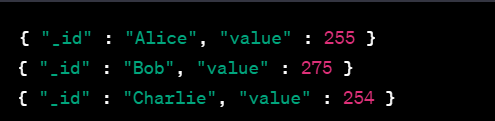 { "_id" : "Alice", "value" : 255 }
{ "_id" : "Bob", "value" : 275 }
{ "_id" : "Charlie", "value" : 254 }